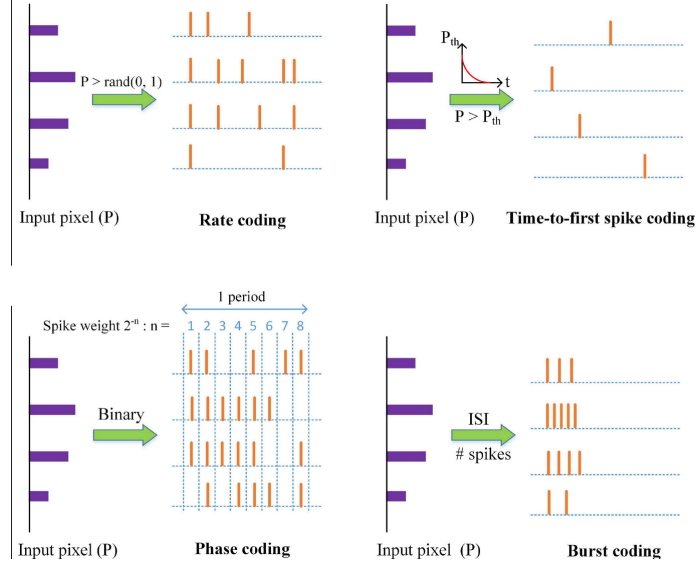 P > rand(0, 1)
Input pixel (P)
Rate coding
Pth
t
P > Pth
Input pixel (P)
Time-to-first spike coding
1 period
Spike weight 2-n : n =
1 2 3 4 5 6 7 8
Binary
Input pixel (P)
Phase coding
ISI
# spikes
Input pixel (P)
Burst coding